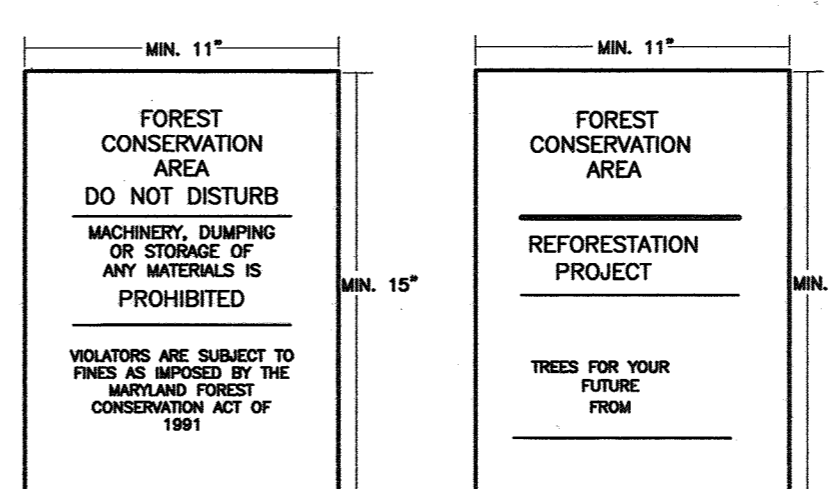 MIN. 11"
FOREST
CONSERVATION
AREA
DO NOT DISTURB
MACHINERY, DUMPING
OR STORAGE OF
ANY MATERIALS IS
PROHIBITED
VIOLATORS ARE SUBJECT TO
FINES AS IMPOSED BY THE
MARYLAND FOREST
CONSERVATION ACT OF
1991
MIN. 15"
MIN. 11"
FOREST
CONSERVATION
AREA
REFORESTATION
PROJECT
TREES FOR YOUR
FUTURE
FROM
MIN.